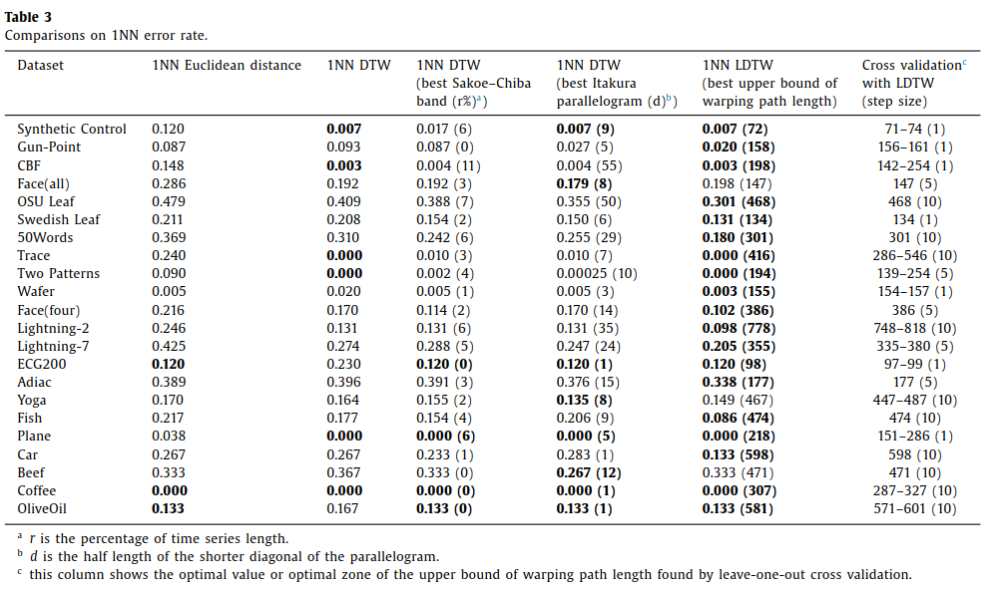 Table 3
Comparisons on 1NN error rate.
Dataset 1NN Euclidean distance 1NN DTW 1NN DTW 1NN DTW 1NN LDTW Cross validationc
(best Sakoe–Chiba (best Itakura (best upper bound of with LDTW
band (r%)a) parallelogram (d)b) warping path length) (step size)
Synthetic Control 0.120 0.007 0.017 (6) 0.007 (9) 0.007 (72) 71–74 (1)
Gun-Point 0.087 0.093 0.087 (0) 0.027 (5) 0.020 (158) 156–161 (1)
CBF 0.148 0.003 0.004 (11) 0.004 (55) 0.003 (198) 142–254 (1)
Face(all) 0.286 0.192 0.192 (3) 0.179 (8) 0.198 (147) 147 (5)
OSU Leaf 0.479 0.409 0.388 (7) 0.355 (50) 0.301 (468) 468 (10)
Swedish Leaf 0.211 0.208 0.154 (2) 0.150 (6) 0.131 (134) 134 (1)
50Words 0.369 0.310 0.242 (6) 0.255 (29) 0.180 (301) 301 (10)
Trace 0.240 0.000 0.010 (3) 0.010 (7) 0.000 (416) 286–546 (10)
Two Patterns 0.090 0.000 0.002 (4) 0.00025 (10) 0.000 (194) 139–254 (5)
Wafer 0.005 0.020 0.005 (1) 0.005 (3) 0.003 (155) 154–157 (1)
Face(four) 0.216 0.170 0.114 (2) 0.170 (14) 0.102 (386) 386 (5)
Lightning-2 0.246 0.131 0.131 (6) 0.131 (35) 0.098 (778) 748–818 (10)
Lightning-7 0.425 0.274 0.288 (5) 0.247 (24) 0.205 (355) 335–380 (5)
ECG200 0.120 0.230 0.120 (0) 0.120 (1) 0.120 (98) 97–99 (1)
Adiac 0.389 0.396 0.391 (3) 0.376 (15) 0.338 (177) 177 (5)
Yoga 0.170 0.164 0.155 (2) 0.135 (8) 0.149 (467) 447–487 (10)
Fish 0.217 0.177 0.154 (4) 0.206 (9) 0.086 (474) 474 (10)
Plane 0.038 0.000 0.000 (6) 0.000 (5) 0.000 (218) 151–286 (1)
Car 0.267 0.267 0.233 (1) 0.283 (1) 0.133 (598) 598 (10)
Beef 0.333 0.367 0.333 (0) 0.267 (12) 0.333 (471) 471 (10)
Coffee 0.000 0.000 0.000 (0) 0.000 (1) 0.000 (307) 287–327 (10)
OliveOil 0.133 0.167 0.133 (0) 0.133 (1) 0.133 (581) 571–601 (10)
a r is the percentage of time series length.
b d is the half length of the shorter diagonal of the parallelogram.
c this column shows the optimal value or optimal zone of the upper bound of warping path length found by leave-one-out cross validation.